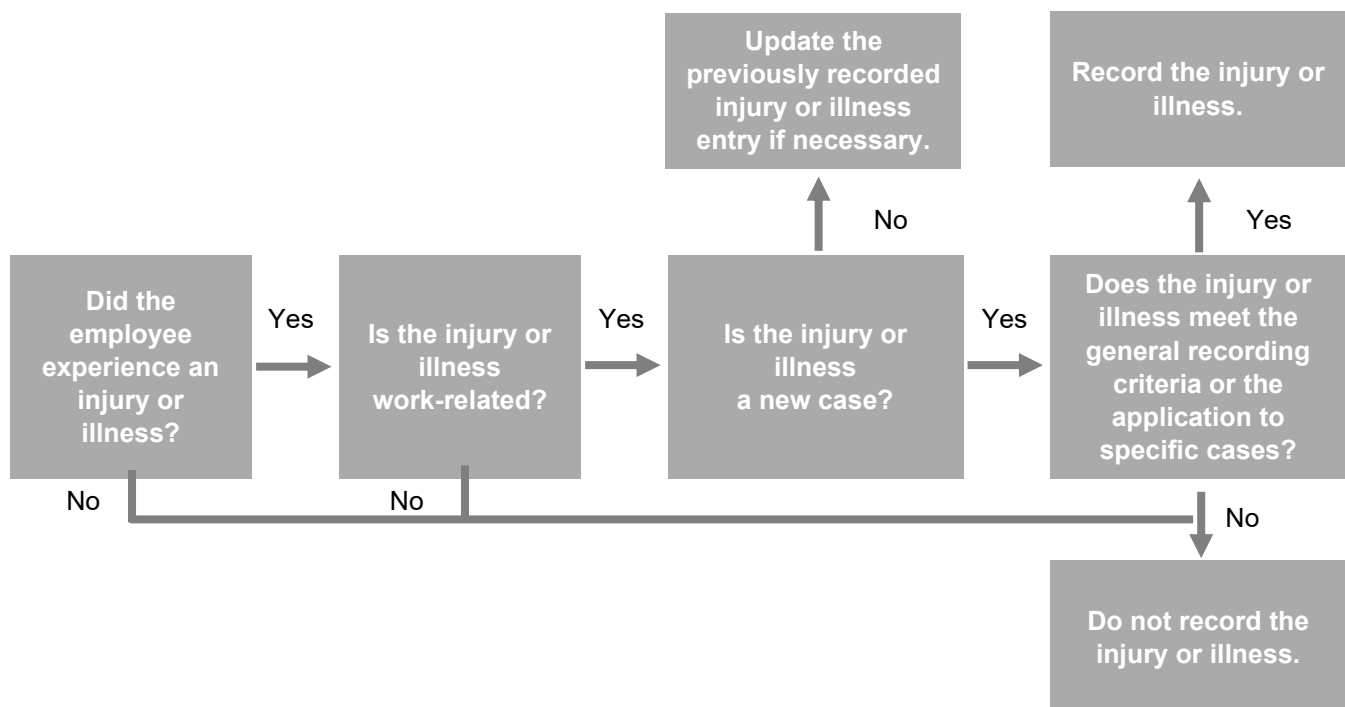 Update the
previously recorded
injury or illness
entry if necessary.
Record the injury or
illness.
No
Yes
Did the
employee
experience an
injury or
illness?
Yes
Is the injury or
illness
work-related?
Yes
Is the injury or
illness
a new case?
Yes
Does the injury or
illness meet the
general recording
criteria or the
application to
specific cases?
No
No
No
Do not record the
injury or illness.